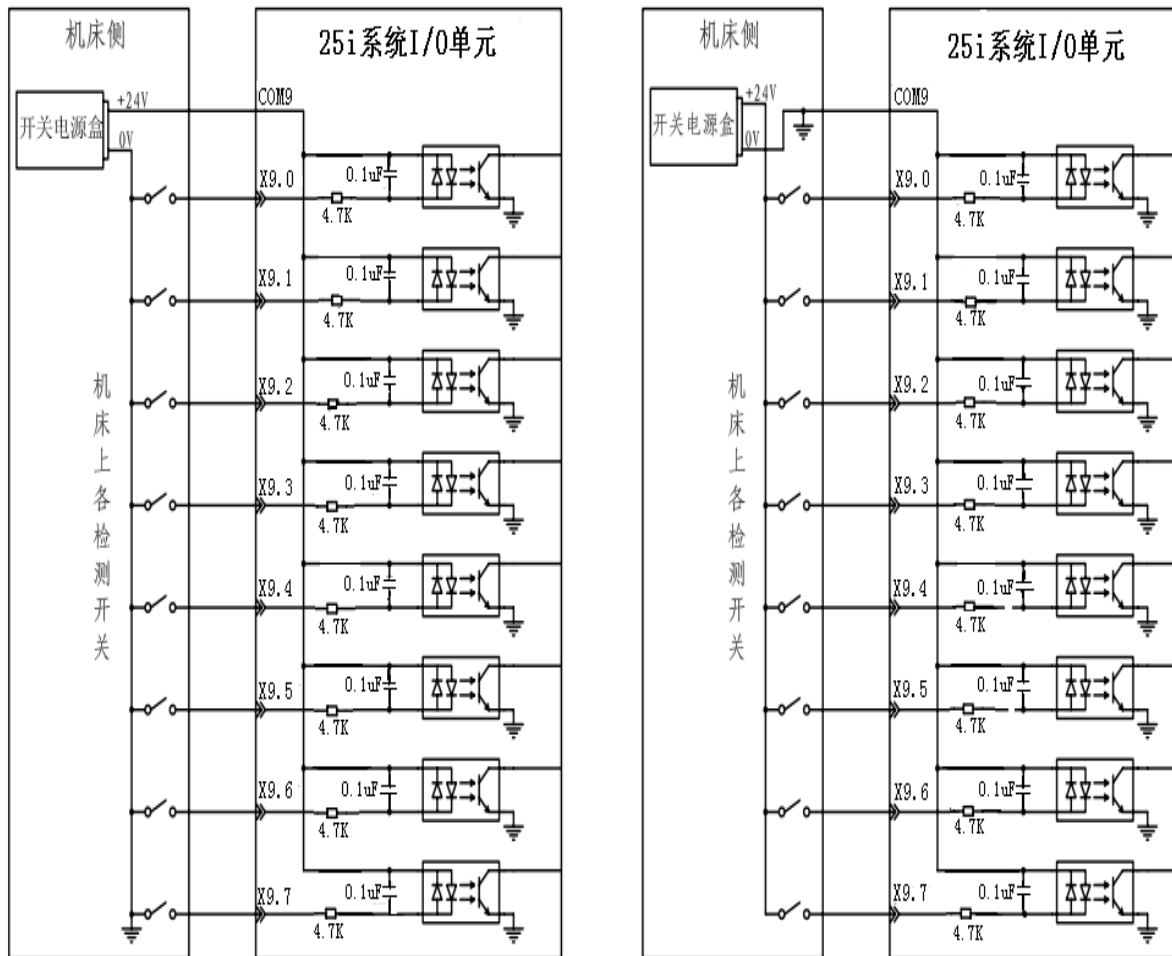 机床侧
25i系统I/O单元
+24V
COM9
开关电源盒
0V
X9.0
0.1uF
4.7K
X9.1
0.1uF
4.7K
X9.2
0.1uF
4.7K
X9.3
0.1uF
4.7K
X9.4
0.1uF
4.7K
X9.5
0.1uF
4.7K
X9.6
0.1uF
4.7K
X9.7
0.1uF
4.7K
机床上各检测开关
机床侧
25i系统I/O单元
+24V
COM9
开关电源盒
0V
X9.0
0.1uF
4.7K
X9.1
0.1uF
4.7K
X9.2
0.1uF
4.7K
X9.3
0.1uF
4.7K
X9.4
0.1uF
4.7K
X9.5
0.1uF
4.7K
X9.6
0.1uF
4.7K
X9.7
0.1uF
4.7K
机床上各检测开关